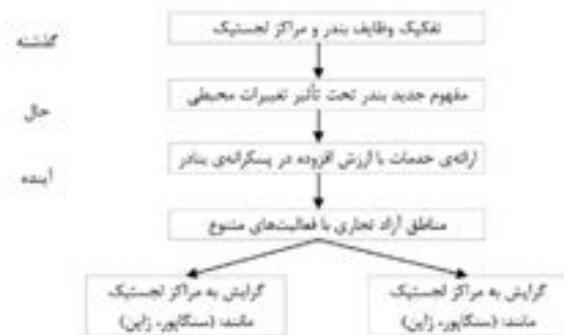 تفکیک وظایف بندر و مراکز لجستیک
گذشته
مفهوم جدید بندر تحت تأثیر تغییرات محیطی
حال
ارائه‌ی خدمات با ارزش افزوده در پسکرانه‌ی بنادر
آینده
مناطق آزاد تجاری با فعالیت‌های متنوع
گرایش به مراکز لجستیک
مانند: (سنگاپور، ژاپن)
گرایش به مراکز لجستیک
مانند: (سنگاپور، ژاپن)